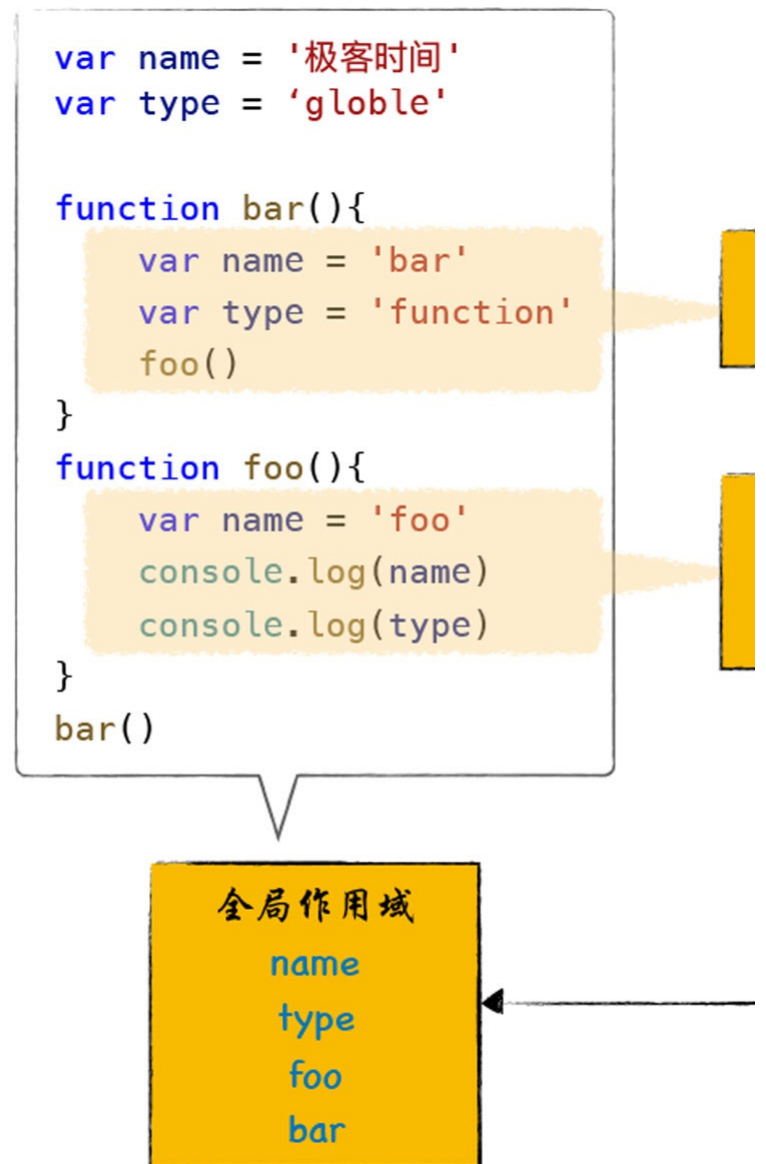 var name = '极客时间'
var type = ‘globle'
function bar(){
var name = 'bar'
var type = 'function'
foo()
}
function foo(){
var name = 'foo'
console.log(name)
console.log(type)
}
bar()
全局作用域
name
type
foo
bar